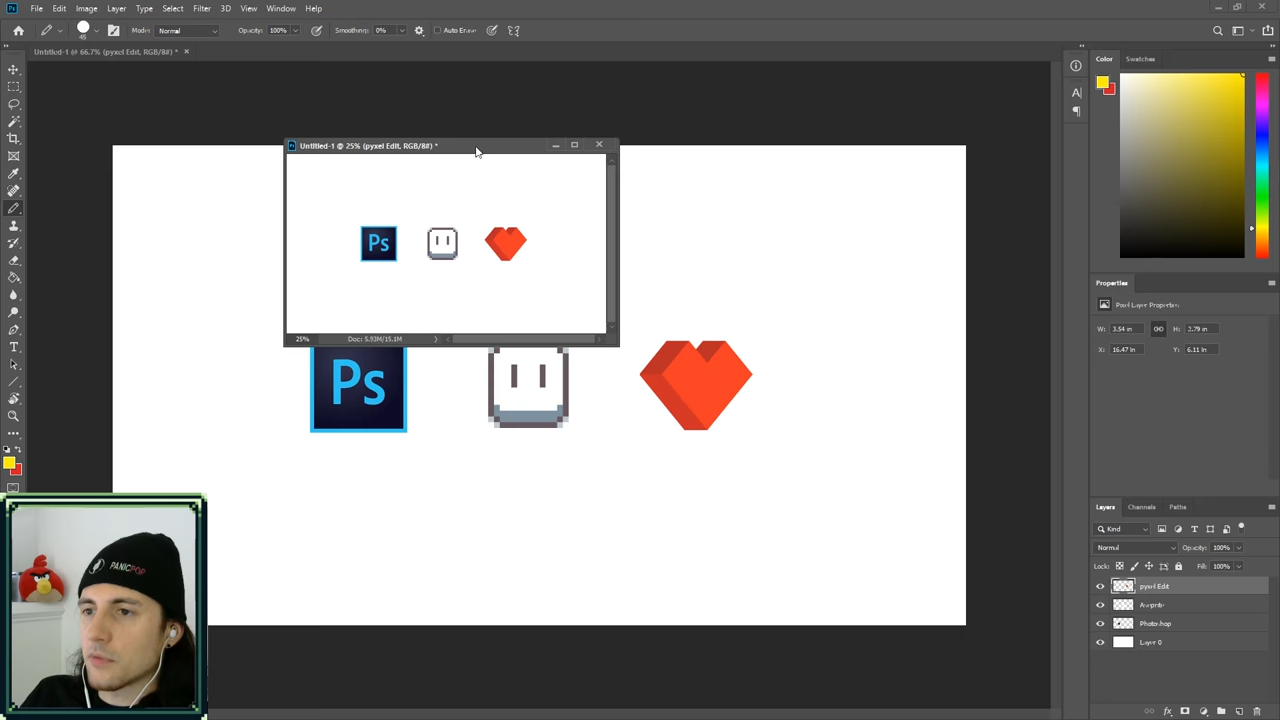 File Edit Image Layer Type Select Filter 3D View Window Help
Mode: Normal Opacity: 100% Smoothing: 0% Auto Erase
45
Untitled-1 @ 66.7% (pyxel Edit, RGB/8#) *
Untitled-1 @ 25% (pyxel Edit, RGB/8#) *
Ps
25% Doc: 5.93M/15.1M
Ps
PANICPOP
Color Swatches
Properties
Pixel Layer Properties
W: 3.54 in H: 2.79 in
X: 16.47 in Y: 6.11 in
Layers Channels Paths
Kind
Normal Opacity: 100%
Lock: Fill: 100%
pyxel Edit
Aseprite
Photoshop
Layer 0